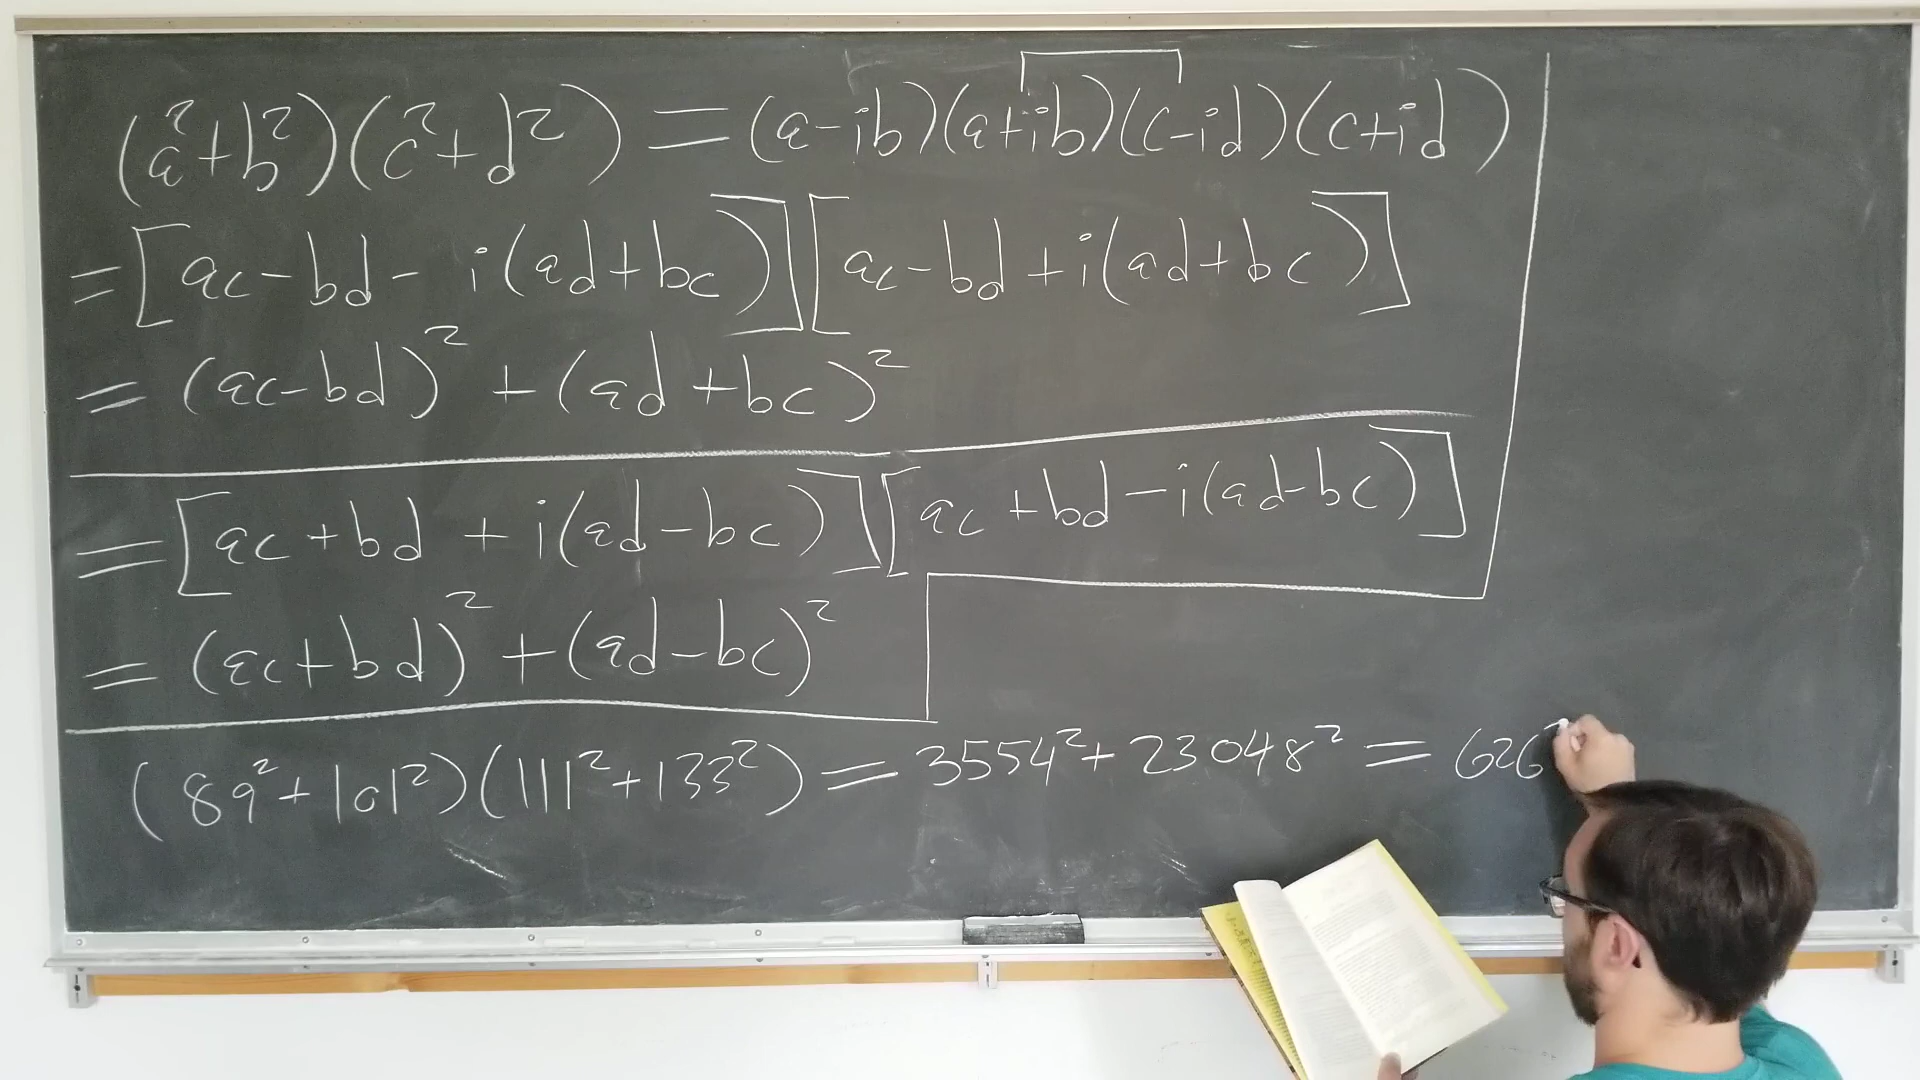 (a²+b²)(c²+d²) = (a-ib)(a+ib)(c-id)(c+id)
= [ac-bd-i(ad+bc)][ac-bd+i(ad+bc)]
= (ac-bd)² + (ad+bc)²
= [ac+bd+i(ad-bc)][ac+bd-i(ad-bc)]
= (ac+bd)² + (ad-bc)²
(89²+101²)(111²+133²) = 3554²+23048² = 626²